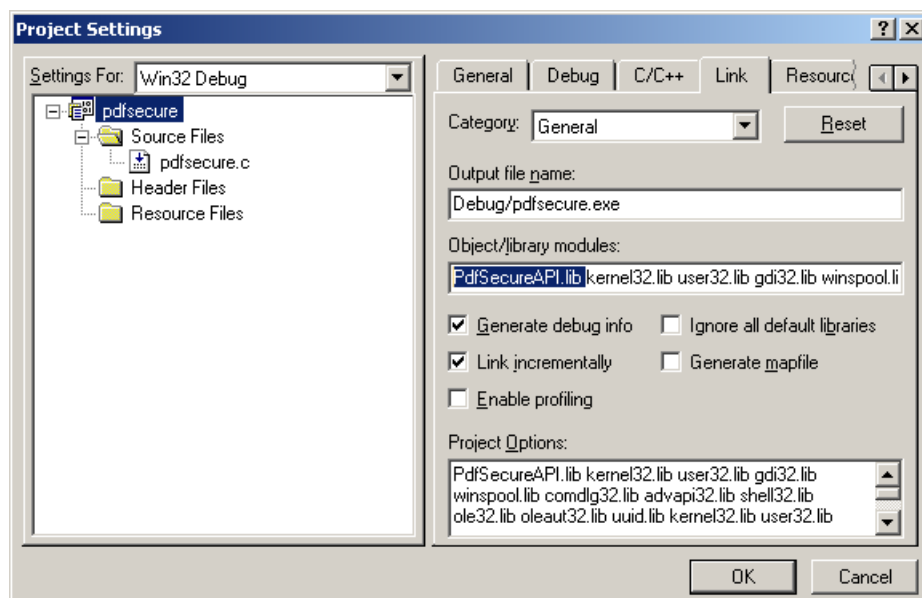 Project Settings
Settings For: Win32 Debug
pdfsecure
Source Files
pdfsecure.c
Header Files
Resource Files
General Debug C/C++ Link Resourc
Category: General Reset
Output file name:
Debug/pdfsecure.exe
Object/library modules:
PdfSecureAPI.lib kernel32.lib user32.lib gdi32.lib winspool.li
Generate debug info Ignore all default libraries
Link incrementally Generate mapfile
Enable profiling
Project Options:
PdfSecureAPI.lib kernel32.lib user32.lib gdi32.lib
winspool.lib comdlg32.lib advapi32.lib shell32.lib
ole32.lib oleaut32.lib uuid.lib kernel32.lib user32.lib
OK Cancel